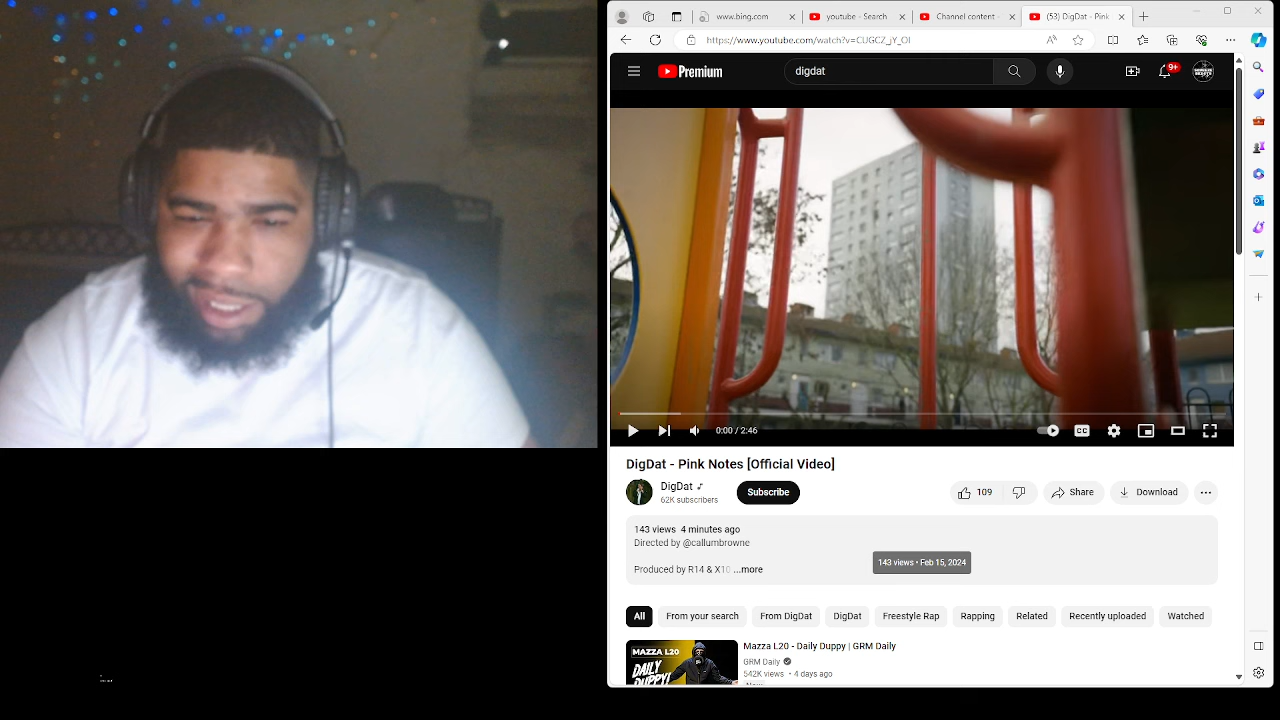 www.bing.com
youtube - Search
Channel content -
(53) DigDat - Pink
https://www.youtube.com/watch?v=CUGCZ_jY_OI
Premium
digdat
9+
0:00 / 2:46
CC
DigDat - Pink Notes [Official Video]
DigDat
62K subscribers
Subscribe
109
Share
Download
143 views 4 minutes ago
Directed by @callumbrowne
143 views • Feb 15, 2024
Produced by R14 & X10 ...more
All
From your search
From DigDat
DigDat
Freestyle Rap
Rapping
Related
Recently uploaded
Watched
MAZZA L20
DAILY
DUPPY!
Mazza L20 - Daily Duppy | GRM Daily
GRM Daily
542K views • 4 days ago